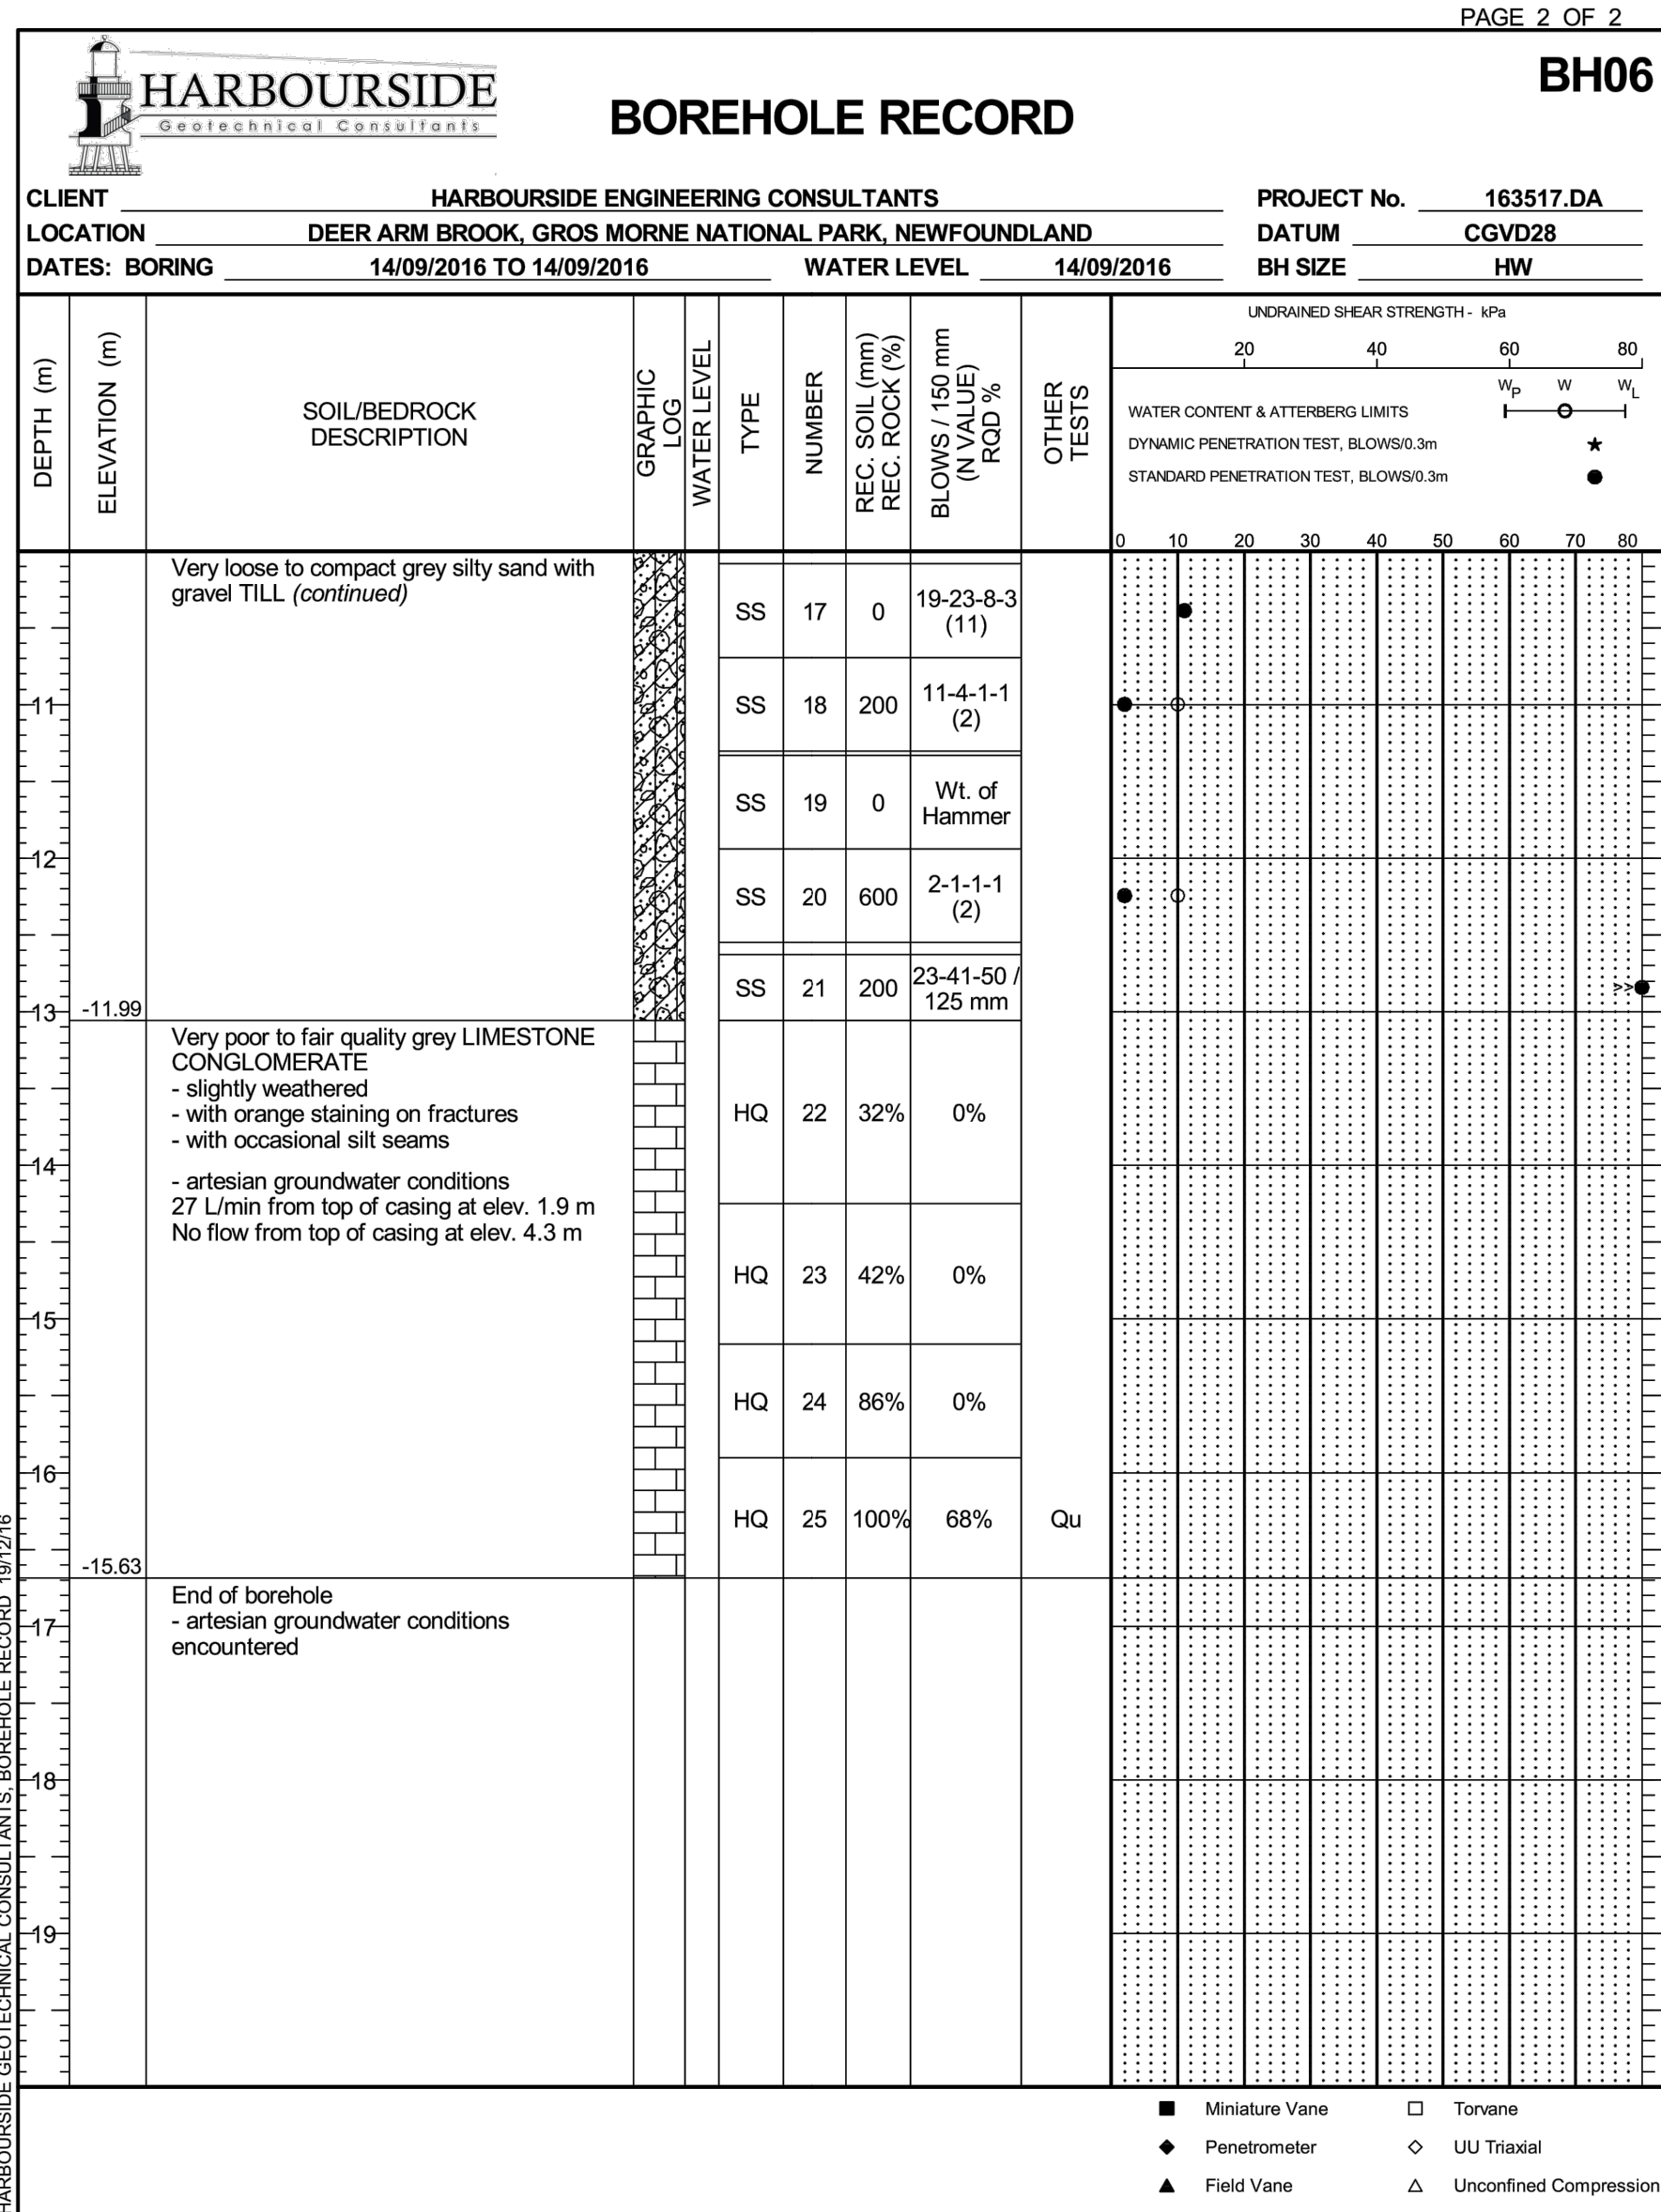 PAGE 2 OF 2
HARBOURSIDE
Geotechnical Consultants
BOREHOLE RECORD
BH06
CLIENT HARBOURSIDE ENGINEERING CONSULTANTS PROJECT No. 163517.DA
LOCATION DEER ARM BROOK, GROS MORNE NATIONAL PARK, NEWFOUNDLAND DATUM CGVD28
DATES: BORING 14/09/2016 TO 14/09/2016 WATER LEVEL 14/09/2016 BH SIZE HW
DEPTH (m)
ELEVATION (m)
SOIL/BEDROCK
DESCRIPTION
GRAPHIC
LOG
WATER LEVEL
TYPE
NUMBER
REC. SOIL (mm)
REC. ROCK (%)
BLOWS / 150 mm
(N VALUE)
RQD %
OTHER
TESTS
UNDRAINED SHEAR STRENGTH - kPa
20 40 60 80
WP W WL
WATER CONTENT & ATTERBERG LIMITS
DYNAMIC PENETRATION TEST, BLOWS/0.3m ★
STANDARD PENETRATION TEST, BLOWS/0.3m ●
0 10 20 30 40 50 60 70 80
Very loose to compact grey silty sand with
gravel TILL (continued)
SS 17 0 19-23-8-3
(11)
11
SS 18 200 11-4-1-1
(2)
SS 19 0 Wt. of
Hammer
12
SS 20 600 2-1-1-1
(2)
SS 21 200 23-41-50 /
125 mm
>>
13
-11.99
Very poor to fair quality grey LIMESTONE
CONGLOMERATE
- slightly weathered
- with orange staining on fractures
- with occasional silt seams
HQ 22 32% 0%
14
- artesian groundwater conditions
27 L/min from top of casing at elev. 1.9 m
No flow from top of casing at elev. 4.3 m
HQ 23 42% 0%
15
HQ 24 86% 0%
16
HQ 25 100% 68% Qu
-15.63
End of borehole
- artesian groundwater conditions
encountered
17
18
19
HARBOURSIDE GEOTECHNICAL CONSULTANTS, BOREHOLE RECORD 19/12/16
■ Miniature Vane □ Torvane
◆ Penetrometer ◇ UU Triaxial
▲ Field Vane △ Unconfined Compression